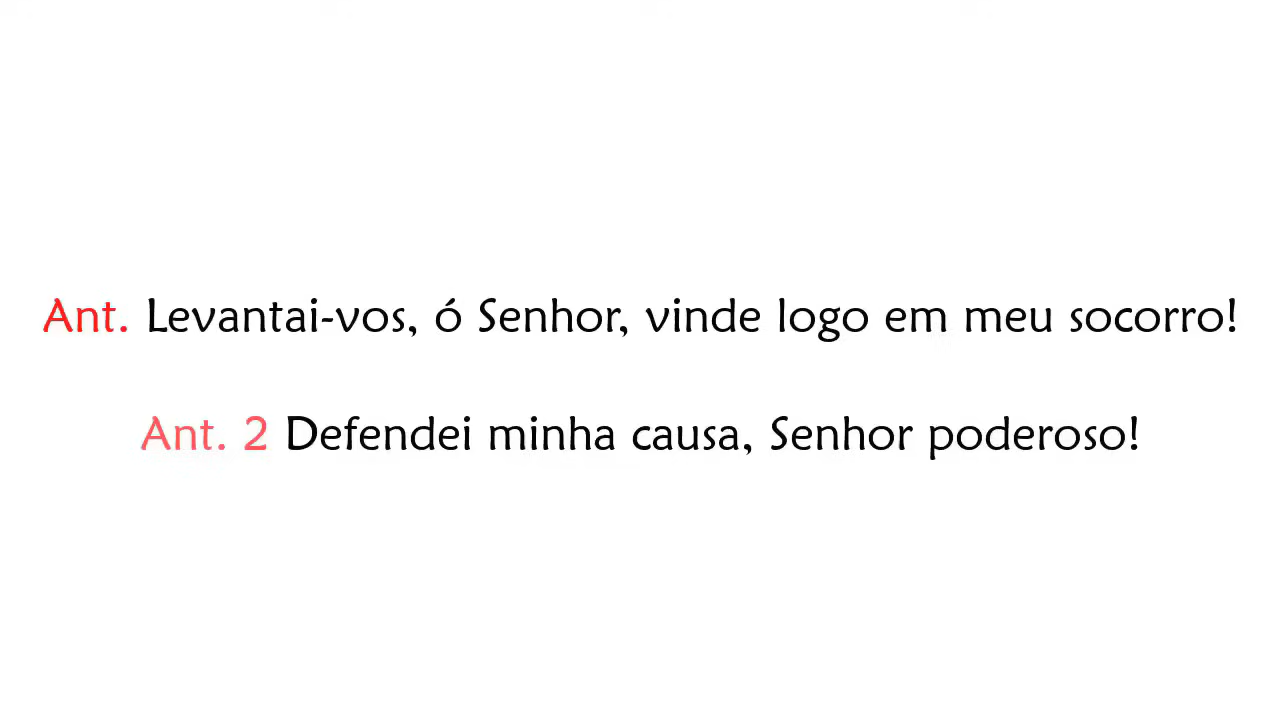 Ant. Levantai-vos, ó Senhor, vinde logo em meu socorro!
Ant. 2 Defendei minha causa, Senhor poderoso!